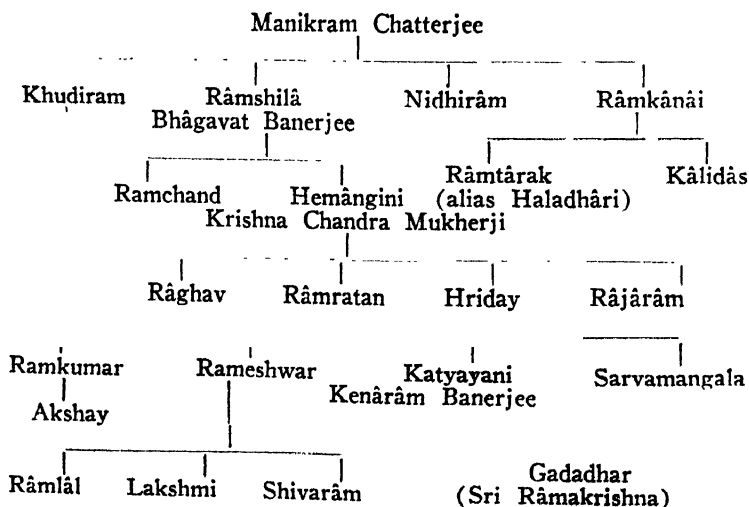 Manikram Chatterjee
Khudiram Râmshilâ Nidhirâm Râmkânâi
Bhâgavat Banerjee
Ramchand Hemângini Râmtârak Kâlidâs
Krishna Chandra Mukherji (alias Haladhâri)
Râghav Râmratan Hriday Râjârâm
Ramkumar Rameshwar Katyayani Sarvamangala
Kenârâm Banerjee
Akshay
Râmlâl Lakshmi Shivarâm Gadadhar
(Sri Râmakrishna)